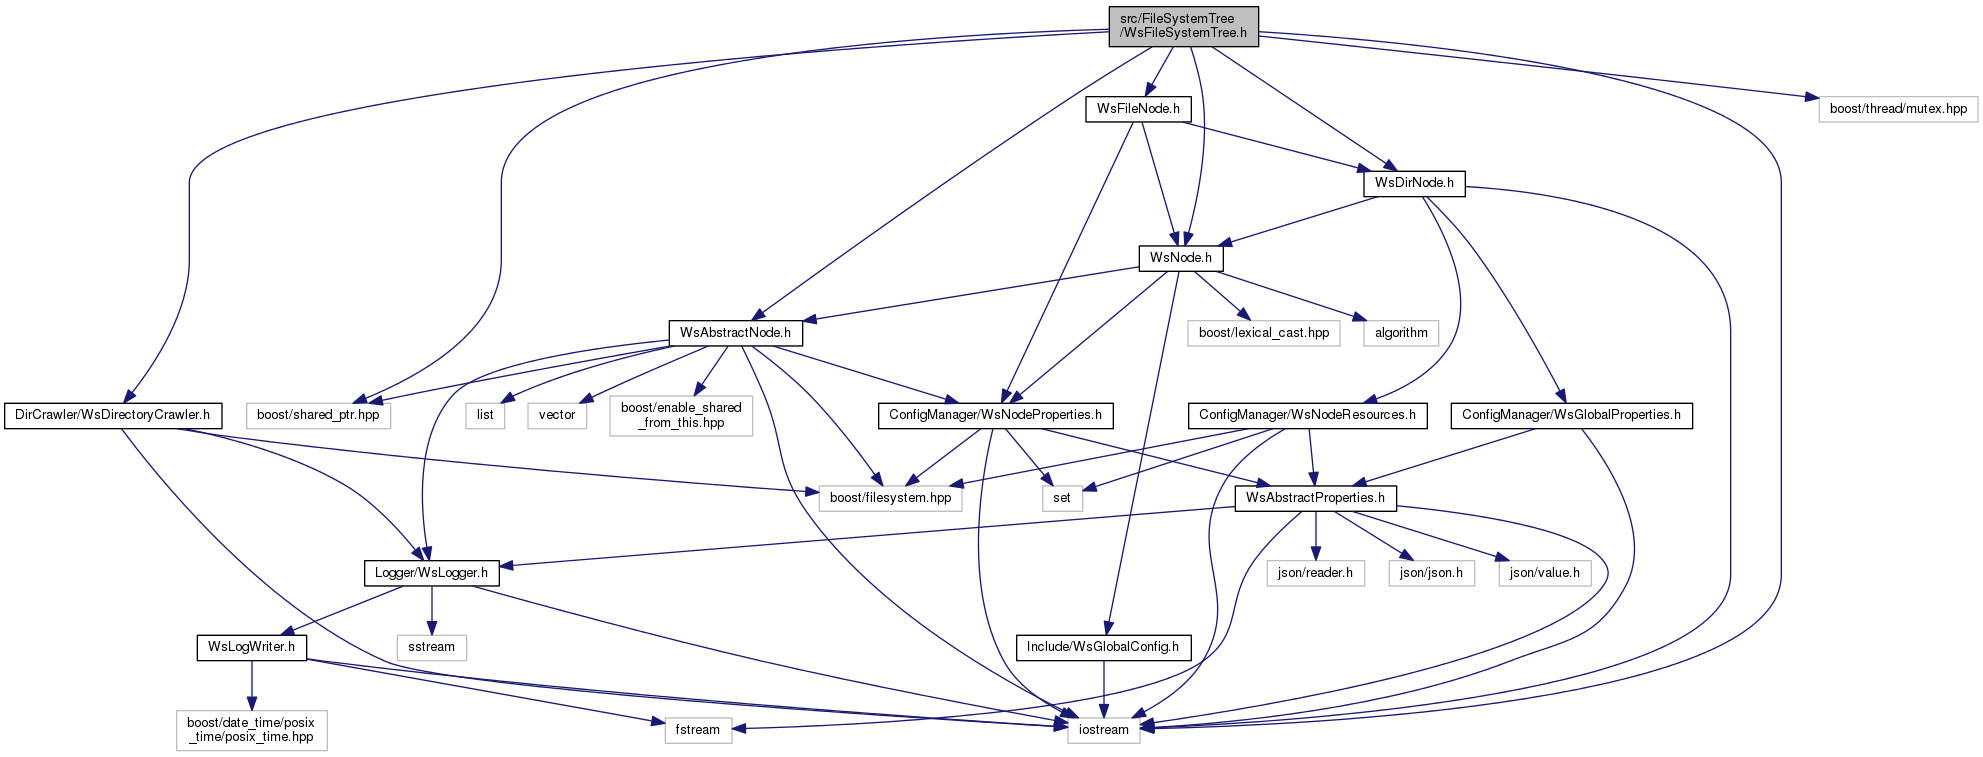 src/FileSystemTree
/WsFileSystemTree.h
WsFileNode.h
boost/thread/mutex.hpp
WsDirNode.h
WsNode.h
WsAbstractNode.h
boost/lexical_cast.hpp
algorithm
DirCrawler/WsDirectoryCrawler.h
boost/shared_ptr.hpp
list
vector
boost/enable_shared
_from_this.hpp
ConfigManager/WsNodeProperties.h
ConfigManager/WsNodeResources.h
ConfigManager/WsGlobalProperties.h
boost/filesystem.hpp
set
WsAbstractProperties.h
Logger/WsLogger.h
json/reader.h
json/json.h
json/value.h
WsLogWriter.h
sstream
Include/WsGlobalConfig.h
boost/date_time/posix
_time/posix_time.hpp
fstream
iostream